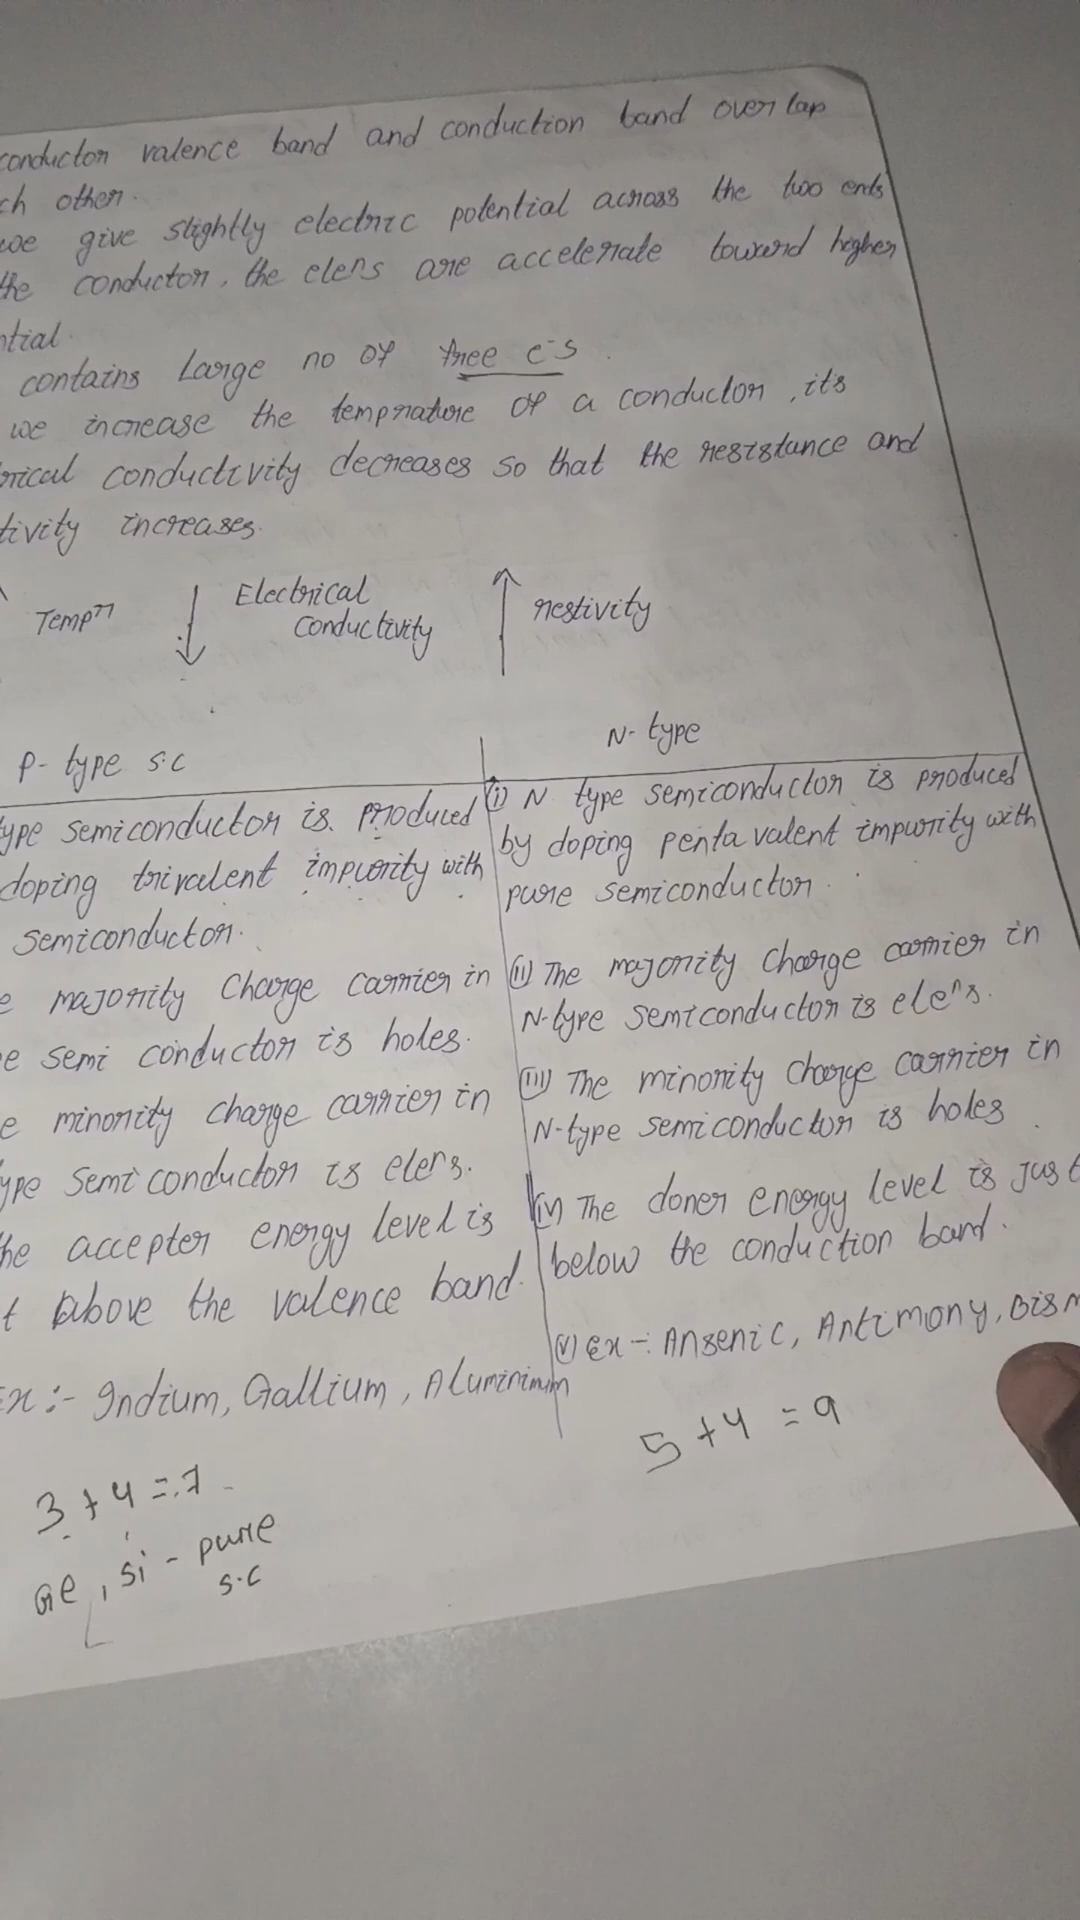 conductor valence band and conduction band overlap
ch other.
we give slightly electric potential across the two ends
the conductor, the elens are accelerate toward higher
ntial.
contains Large no of free e-s.
we increase the temprature of a conductor, its
rical conductivity decreases so that the resistance and
tivity increases.
Tempr ↓ Electrical ↑ restivity
Conductivity
P-type s.c
N-type
ype semiconductor is produced
doping trivalent impurity with
semiconductor.
e majority Charge carrier in
e semi conductor is holes.
e minority charge carrier in
ype semi conductor is elens.
he accepter energy level is
t above the valence band.
Ex:- Indium, Gallium, Aluminimum
3+4=7
Ge, si - pure
s.c
(i) N type semiconductor is produced
by doping penta valent impurity with
pure semiconductor.
(ii) The majority Charge carrier in
N-type semiconductor is elens.
(iii) The minority charge carrier in
N-type semiconductor is holes
(iv) The doner energy level is just
below the conduction band.
(v) Ex-: Arsenic, Antimony, Bism
5+4=9